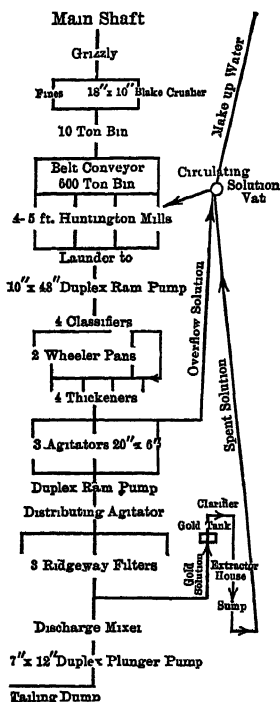 Main Shaft
Grizzly
Fines 18"x 10" Blake Crusher
10 Ton Bin
Belt Conveyor
600 Ton Bin
4-5 ft. Huntington Mills
Launder to
10"x 48" Duplex Ram Pump
4 Classifiers
2 Wheeler Pans
4 Thickeners
3 Agitators 20"x 6"
Duplex Ram Pump
Distributing Agitator
3 Ridgeway Filters
Discharge Mixer
7"x 12" Duplex Plunger Pump
Tailing Dump
Make up Water
Circulating
Solution
Vat
Overflow Solution
Spent Solution
Clarifier
Gold Tank
Gold
Solution
Extractor
House
Sump